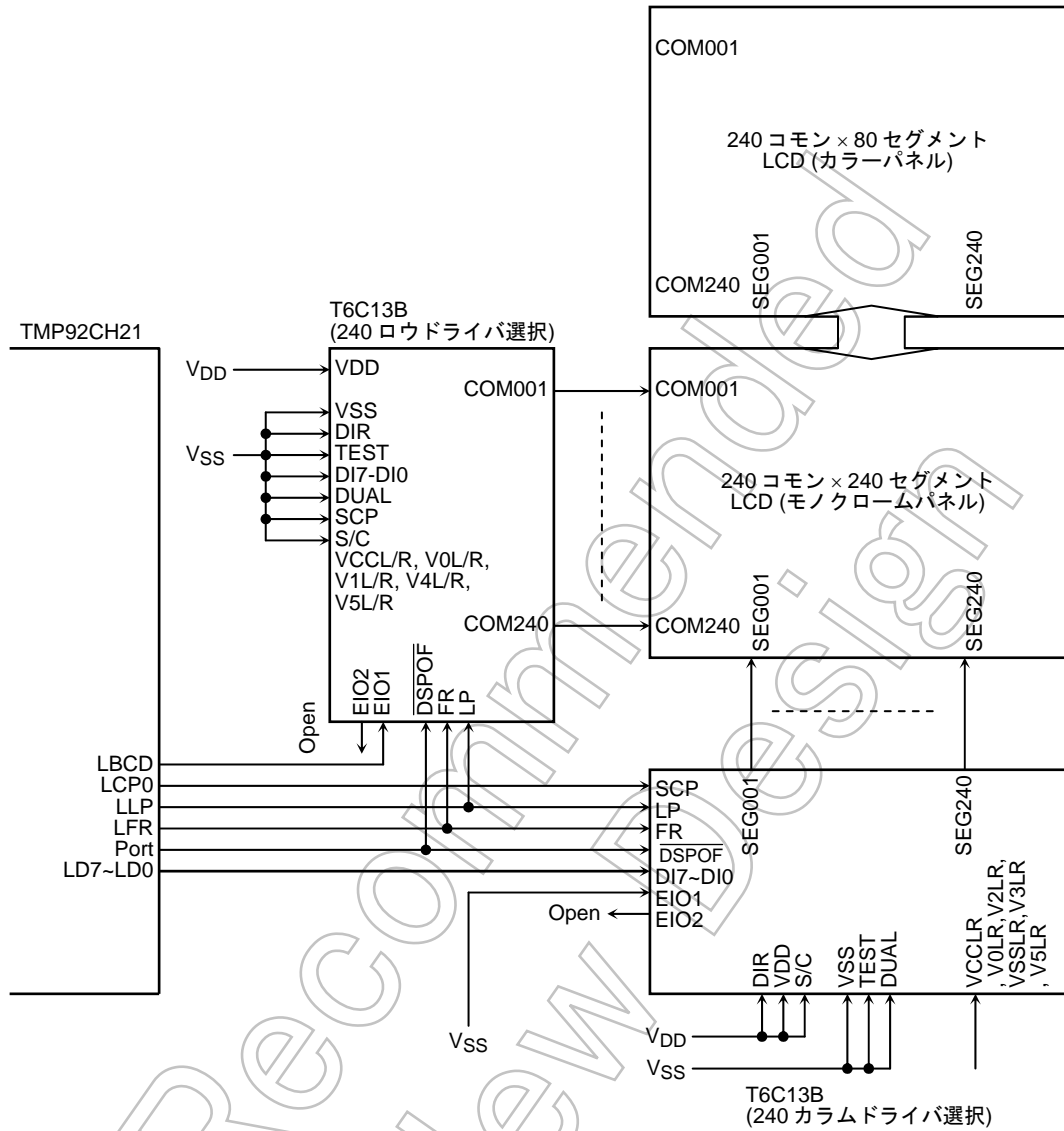 COM001
240 コモン × 80 セグメント
LCD (カラーパネル)
COM240
SEG001
SEG240
TMP92CH21
T6C13B
(240 ロウドライバ選択)
VDD
VDD
VSS
DIR
VSS
TEST
DI7-DI0
DUAL
SCP
S/C
VCCL/R, V0L/R,
V1L/R, V4L/R,
V5L/R
COM001
COM240
EIO2
EIO1
DSPOF
FR
LP
Open
COM001
240 コモン × 240 セグメント
LCD (モノクロームパネル)
COM240
SEG001
SEG240
LBCD
LCP0
LLP
LFR
Port
LD7~LD0
SCP
LP
FR
DSPOF
DI7~DI0
EIO1
EIO2
Open
SEG001
SEG240
DIR
VDD
S/C
VSS
TEST
DUAL
VCCLR
, V0LR, V2LR,
VSSLR, V3LR
, V5LR
VSS
VDD
VSS
T6C13B
(240 カラムドライバ選択)
Recommended
New Design